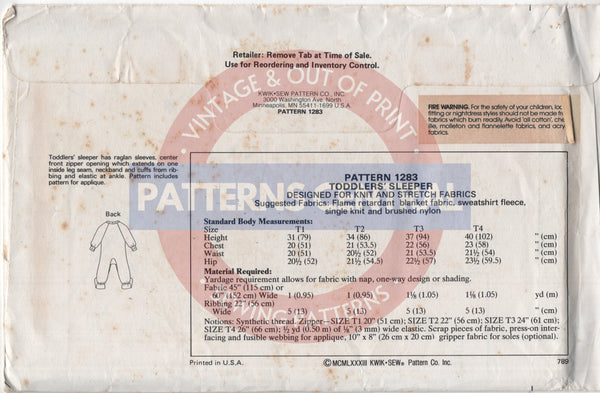 Retailer: Remove Tab at Time of Sale.
Use for Reordering and Inventory Control.
KWIK•SEW PATTERN CO., INC.
3000 Washington Ave. North
Minneapolis, MN 55411-1699 U.S.A.
PATTERN 1283
FIRE WARNING. For the safety of your children, lo
fitting or nightdress styles should not be made fr
fabrics which burn readily. Avoid 'all cotton', che
lle, molleton and flannelette fabrics, and acry
fabrics.
VINTAGE & OUT OF PRINT
SEWING PATTERNS
Toddlers' sleeper has raglan sleeves, center
front zipper opening which extends on one
inside leg seam, neckband and cuffs from rib-
bing and elastic at ankle. Pattern includes
pattern for applique.
Back
PATTERN 1283
TODDLERS' SLEEPER
DESIGNED FOR KNIT AND STRETCH FABRICS
Suggested Fabrics: Flame retardant blanket fabric, sweatshirt fleece,
single knit and brushed nylon
Standard Body Measurements:
Size T1 T2 T3 T4
Height 31 (79) 34 (86) 37 (94) 40 (102) " (cm)
Chest 20 (51) 21 (53.5) 22 (56) 23 (58) " (cm)
Waist 20 (51) 20½ (52) 21 (53.5) 21½ (54) " (cm)
Hip 20½ (52) 21½ (54.5) 22½ (57) 23½ (59.5) " (cm)
Material Required:
Yardage requirement allows for fabric with nap, one-way design or shading.
Fabric 45" (115 cm) or
60" (152 cm) Wide 1 (0.95) 1 (0.95) 1⅛ (1.05) 1⅛ (1.05) yd (m)
Ribbing 22" (56 cm)
Wide 5 (13) 5 (13) 5 (13) 5 (13) " (cm)
Notions: Synthetic thread. Zipper—SIZE T1 20" (51 cm); SIZE T2 22" (56 cm); SIZE T3 24" (61 cm);
SIZE T4 26" (66 cm); ½ yd (0.50 m) of ⅛" (3 mm) wide elastic. Scrap pieces of fabric, press-on inter-
facing and fusible webbing for applique, 10" x 8" (26 cm x 20 cm) gripper fabric for soles (optional).
Printed in U.S.A.
©MCMLXXXIII KWIK•SEW® Pattern Co. Inc.
789